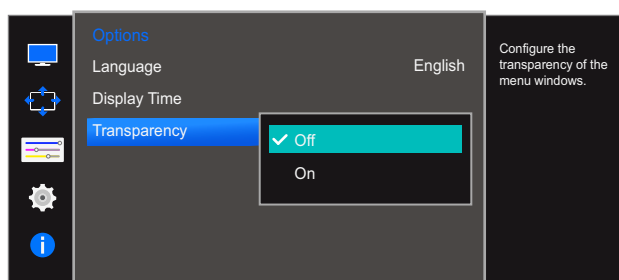 Options
Language English
Display Time
Transparency
Off
On
Configure the
transparency of the
menu windows.